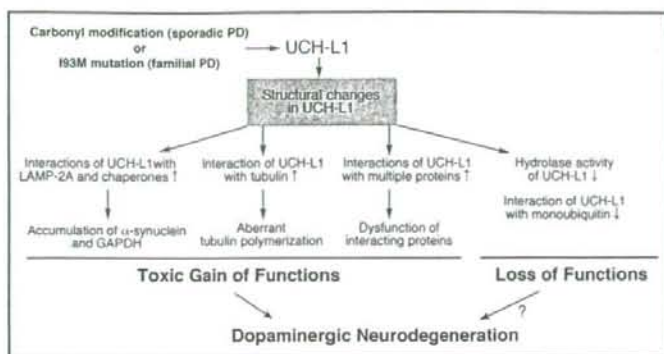 Carbonyl modification (sporadic PD)
or
I93M mutation (familial PD)
UCH-L1
Structural changes
in UCH-L1
Interactions of UCH-L1 with
LAMP-2A and chaperones ↑
Interaction of UCH-L1
with tubulin ↑
Interactions of UCH-L1
with multiple proteins ↑
Hydrolase activity
of UCH-L1 ↓
Interaction of UCH-L1
with monoubiquitin ↓
Accumulation of α-synuclein
and GAPDH
Aberrant
tubulin polymerization
Dysfunction of
interacting proteins
Toxic Gain of Functions
Loss of Functions
?
Dopaminergic Neurodegeneration